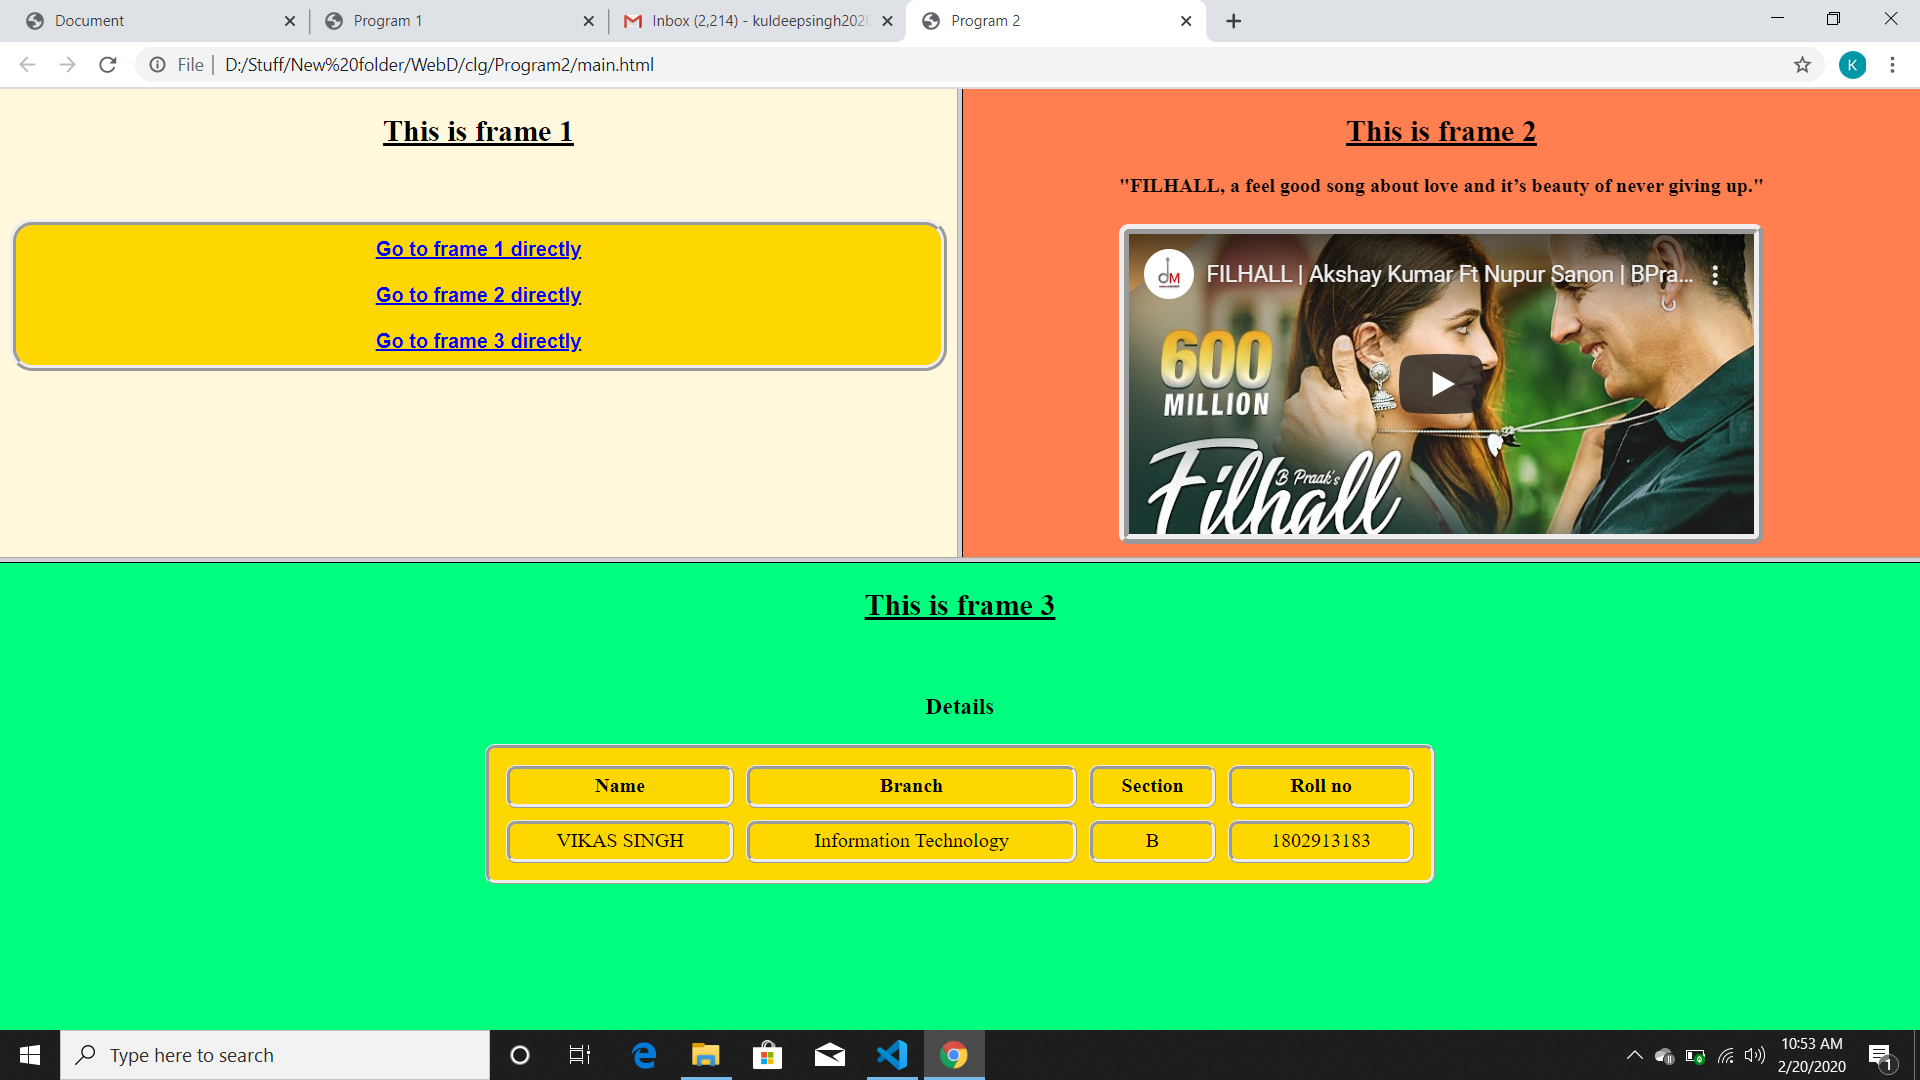 Document
Program 1
Inbox (2,214) - kuldeepsingh202
Program 2
File | D:/Stuff/New%20folder/WebD/clg/Program2/main.html
K
This is frame 1
Go to frame 1 directly
Go to frame 2 directly
Go to frame 3 directly
This is frame 2
"FILHALL, a feel good song about love and it’s beauty of never giving up."
DM
FILHALL | Akshay Kumar Ft Nupur Sanon | BPra...
600
MILLION
B Praak's
Filhall
This is frame 3
Details
Name Branch Section Roll no
VIKAS SINGH Information Technology B 1802913183
Type here to search
10:53 AM
2/20/2020
1